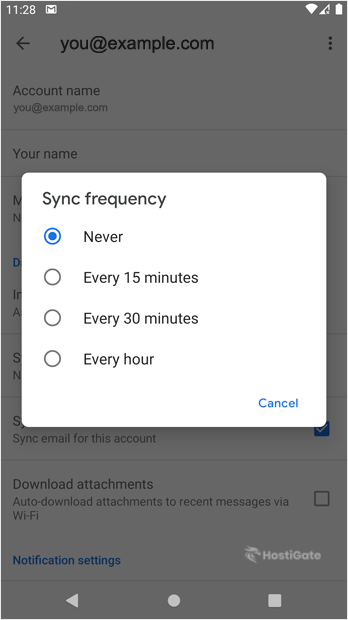 11:28
you@example.com
Account name
you@example.com
Your name
Sync frequency
Never
Every 15 minutes
Every 30 minutes
Every hour
Cancel
Sync email for this account
Download attachments
Auto-download attachments to recent messages via
Wi-Fi
Notification settings
HOSTiGATE